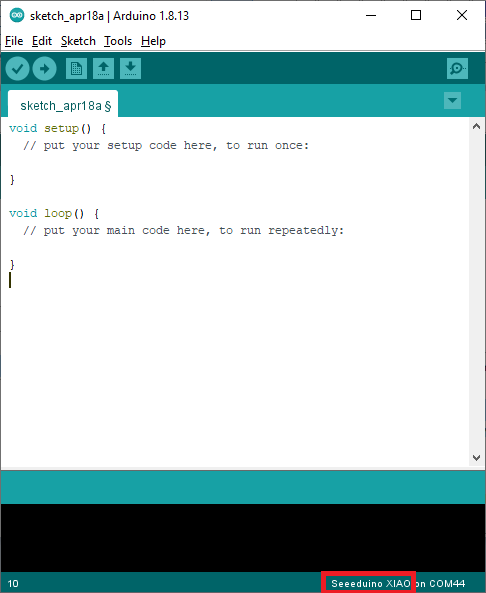 sketch_apr18a | Arduino 1.8.13
File Edit Sketch Tools Help
sketch_apr18a §
void setup() {
  // put your setup code here, to run once:
}
void loop() {
  // put your main code here, to run repeatedly:
}
10 Seeeduino XIAO on COM44